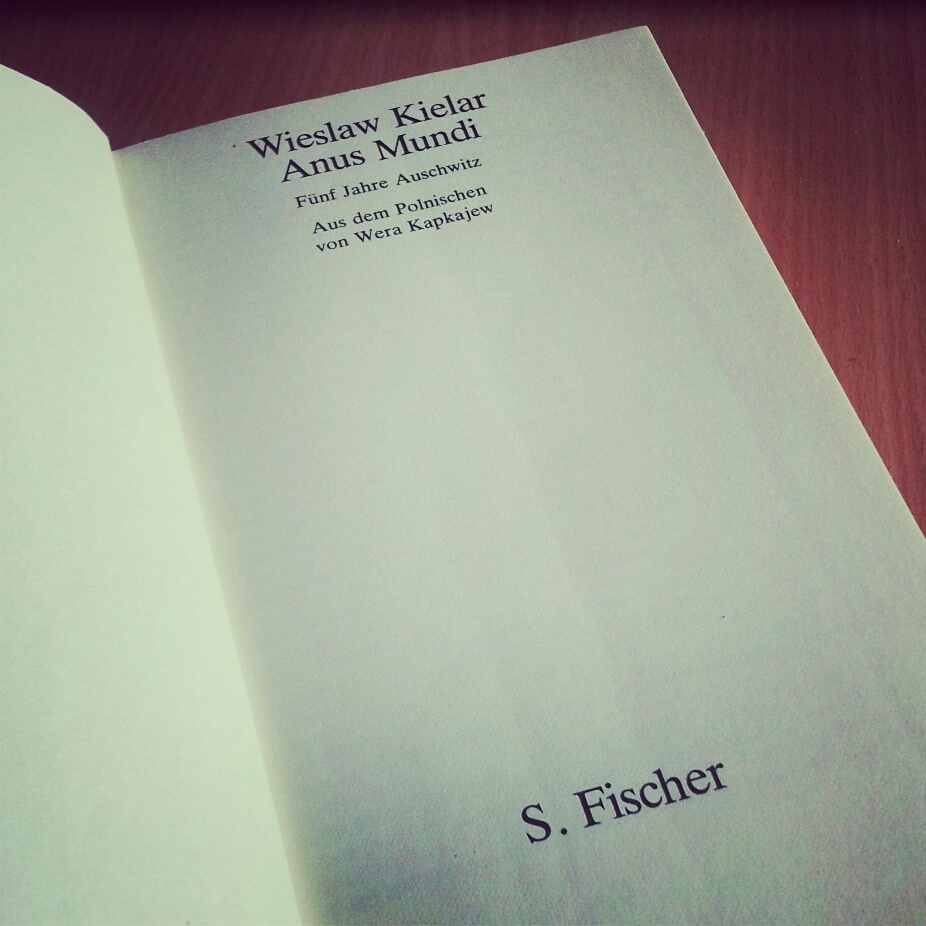 Wieslaw Kielar
Anus Mundi
Fünf Jahre Auschwitz
Aus dem Polnischen
von Wera Kapkajew
S. Fischer